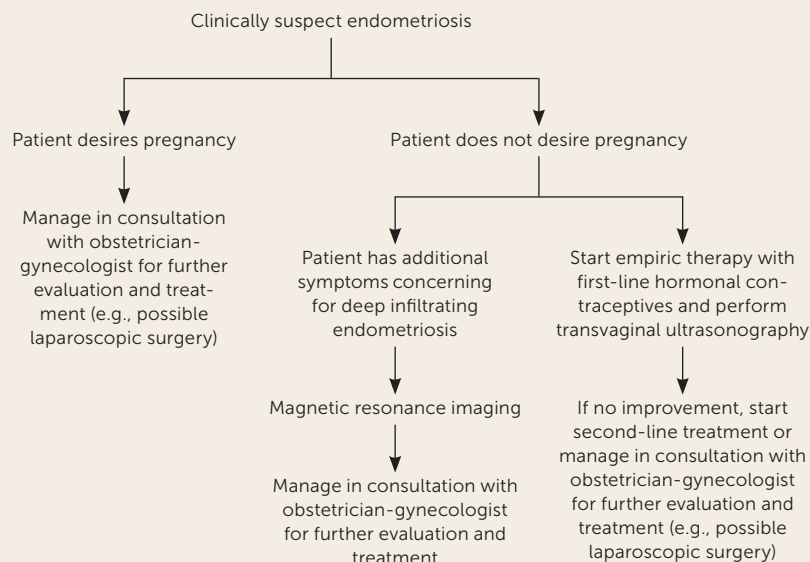 Clinically suspect endometriosis
Patient desires pregnancy
Patient does not desire pregnancy
Manage in consultation
with obstetrician-
gynecologist for further
evaluation and treat-
ment (e.g., possible
laparoscopic surgery)
Patient has additional
symptoms concerning
for deep infiltrating
endometriosis
Start empiric therapy with
first-line hormonal con-
traceptives and perform
transvaginal ultrasonography
Magnetic resonance imaging
If no improvement, start
second-line treatment or
manage in consultation with
obstetrician-gynecologist
for further evaluation and
treatment (e.g., possible
laparoscopic surgery)
Manage in consultation with
obstetrician-gynecologist
for further evaluation and
treatment